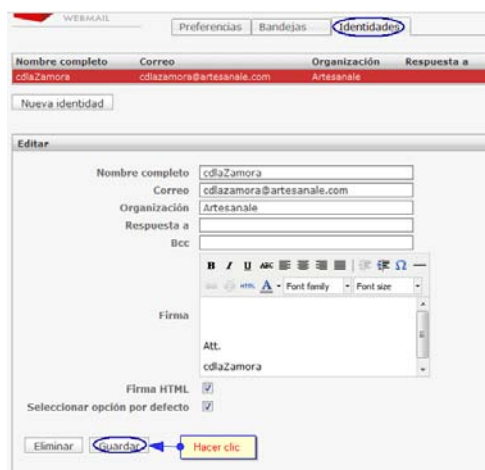 WEBMAIL
Preferencias Bandejas Identidades
Nombre completo Correo Organización Respuesta a
cdlaZamora cdlazamora@artesanale.com Artesanale
Nueva identidad
Editar
Nombre completo cdlaZamora
Correo cdlazamora@artesanale.com
Organización Artesanale
Respuesta a
Bcc
B I U ABC
HTML A Font family Font size
Firma
Att.
cdlaZamora
Firma HTML
Seleccionar opción por defecto
Eliminar Guardar Hacer clic